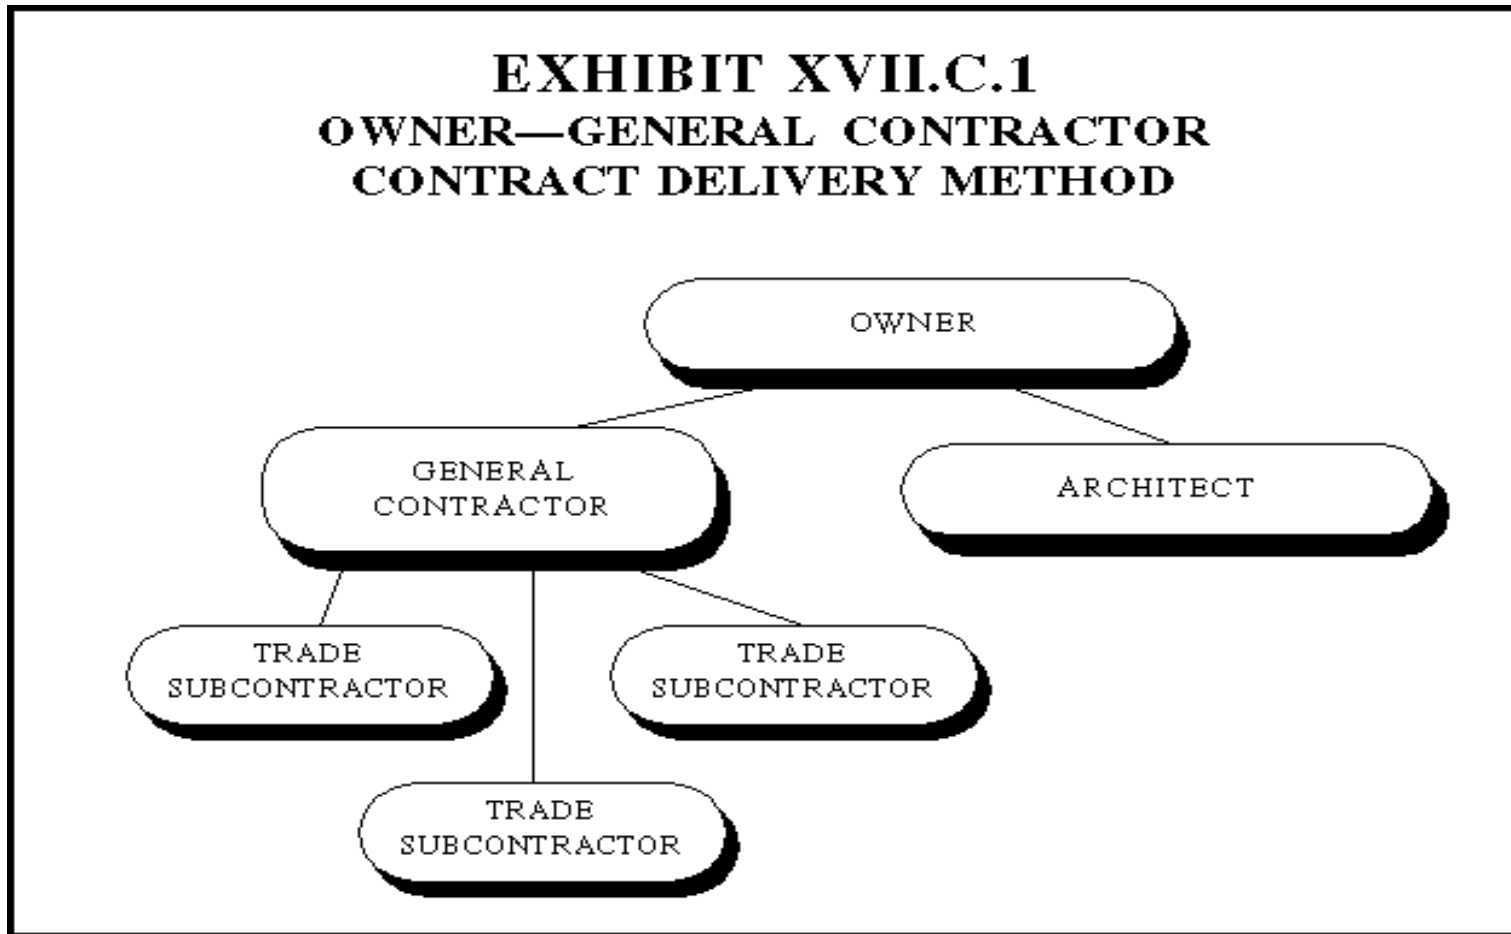 EXHIBIT XVII.C.1
OWNER—GENERAL CONTRACTOR
CONTRACT DELIVERY METHOD
OWNER
GENERAL
CONTRACTOR
ARCHITECT
TRADE
SUBCONTRACTOR
TRADE
SUBCONTRACTOR
TRADE
SUBCONTRACTOR